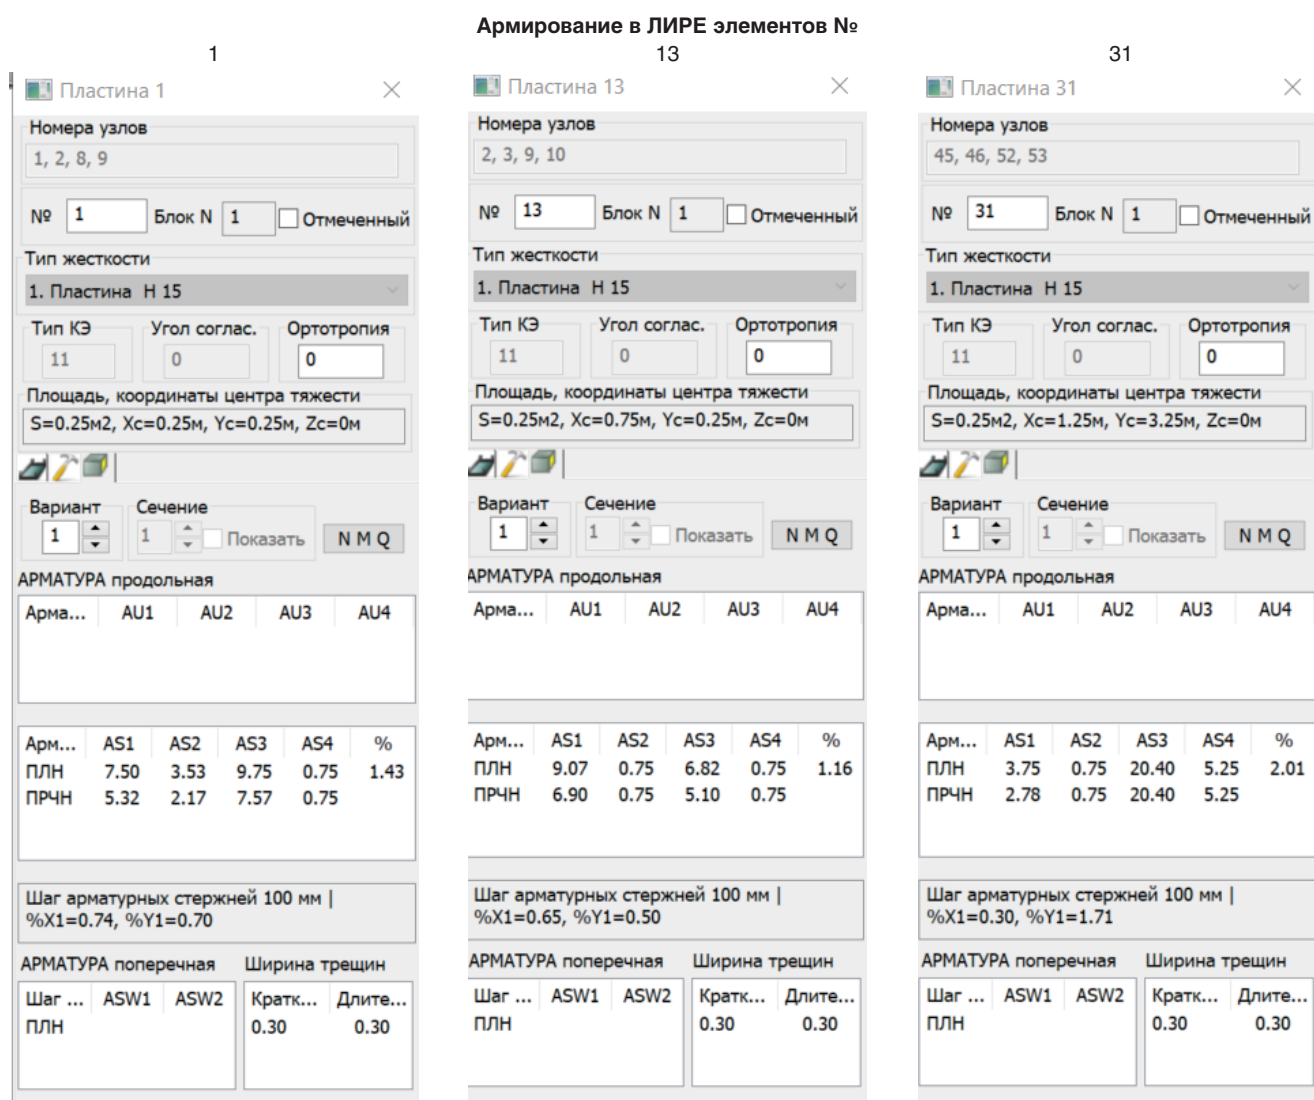 Армирование в ЛИРЕ элементов №
1
Пластина 1
Номера узлов
1, 2, 8, 9
№ 1 Блок N 1 Отмеченный
Тип жесткости
1. Пластина H 15
Тип КЭ Угол соглас. Ортотропия
11 0 0
Площадь, координаты центра тяжести
S=0.25м2, Xc=0.25м, Yc=0.25м, Zc=0м
Вариант Сечение
1 1 Показать N M Q
АРМАТУРА продольная
Арма... AU1 AU2 AU3 AU4
Арм... AS1 AS2 AS3 AS4 %
ПЛН 7.50 3.53 9.75 0.75 1.43
ПРЧН 5.32 2.17 7.57 0.75
Шаг арматурных стержней 100 мм |
%X1=0.74, %Y1=0.70
АРМАТУРА поперечная Ширина трещин
Шаг ... ASW1 ASW2 Кратк... Длите...
ПЛН 0.30 0.30
13
Пластина 13
Номера узлов
2, 3, 9, 10
№ 13 Блок N 1 Отмеченный
Тип жесткости
1. Пластина H 15
Тип КЭ Угол соглас. Ортотропия
11 0 0
Площадь, координаты центра тяжести
S=0.25м2, Xc=0.75м, Yc=0.25м, Zc=0м
Вариант Сечение
1 1 Показать N M Q
АРМАТУРА продольная
Арма... AU1 AU2 AU3 AU4
Арм... AS1 AS2 AS3 AS4 %
ПЛН 9.07 0.75 6.82 0.75 1.16
ПРЧН 6.90 0.75 5.10 0.75
Шаг арматурных стержней 100 мм |
%X1=0.65, %Y1=0.50
АРМАТУРА поперечная Ширина трещин
Шаг ... ASW1 ASW2 Кратк... Длите...
ПЛН 0.30 0.30
31
Пластина 31
Номера узлов
45, 46, 52, 53
№ 31 Блок N 1 Отмеченный
Тип жесткости
1. Пластина H 15
Тип КЭ Угол соглас. Ортотропия
11 0 0
Площадь, координаты центра тяжести
S=0.25м2, Xc=1.25м, Yc=3.25м, Zc=0м
Вариант Сечение
1 1 Показать N M Q
АРМАТУРА продольная
Арма... AU1 AU2 AU3 AU4
Арм... AS1 AS2 AS3 AS4 %
ПЛН 3.75 0.75 20.40 5.25 2.01
ПРЧН 2.78 0.75 20.40 5.25
Шаг арматурных стержней 100 мм |
%X1=0.30, %Y1=1.71
АРМАТУРА поперечная Ширина трещин
Шаг ... ASW1 ASW2 Кратк... Длите...
ПЛН 0.30 0.30